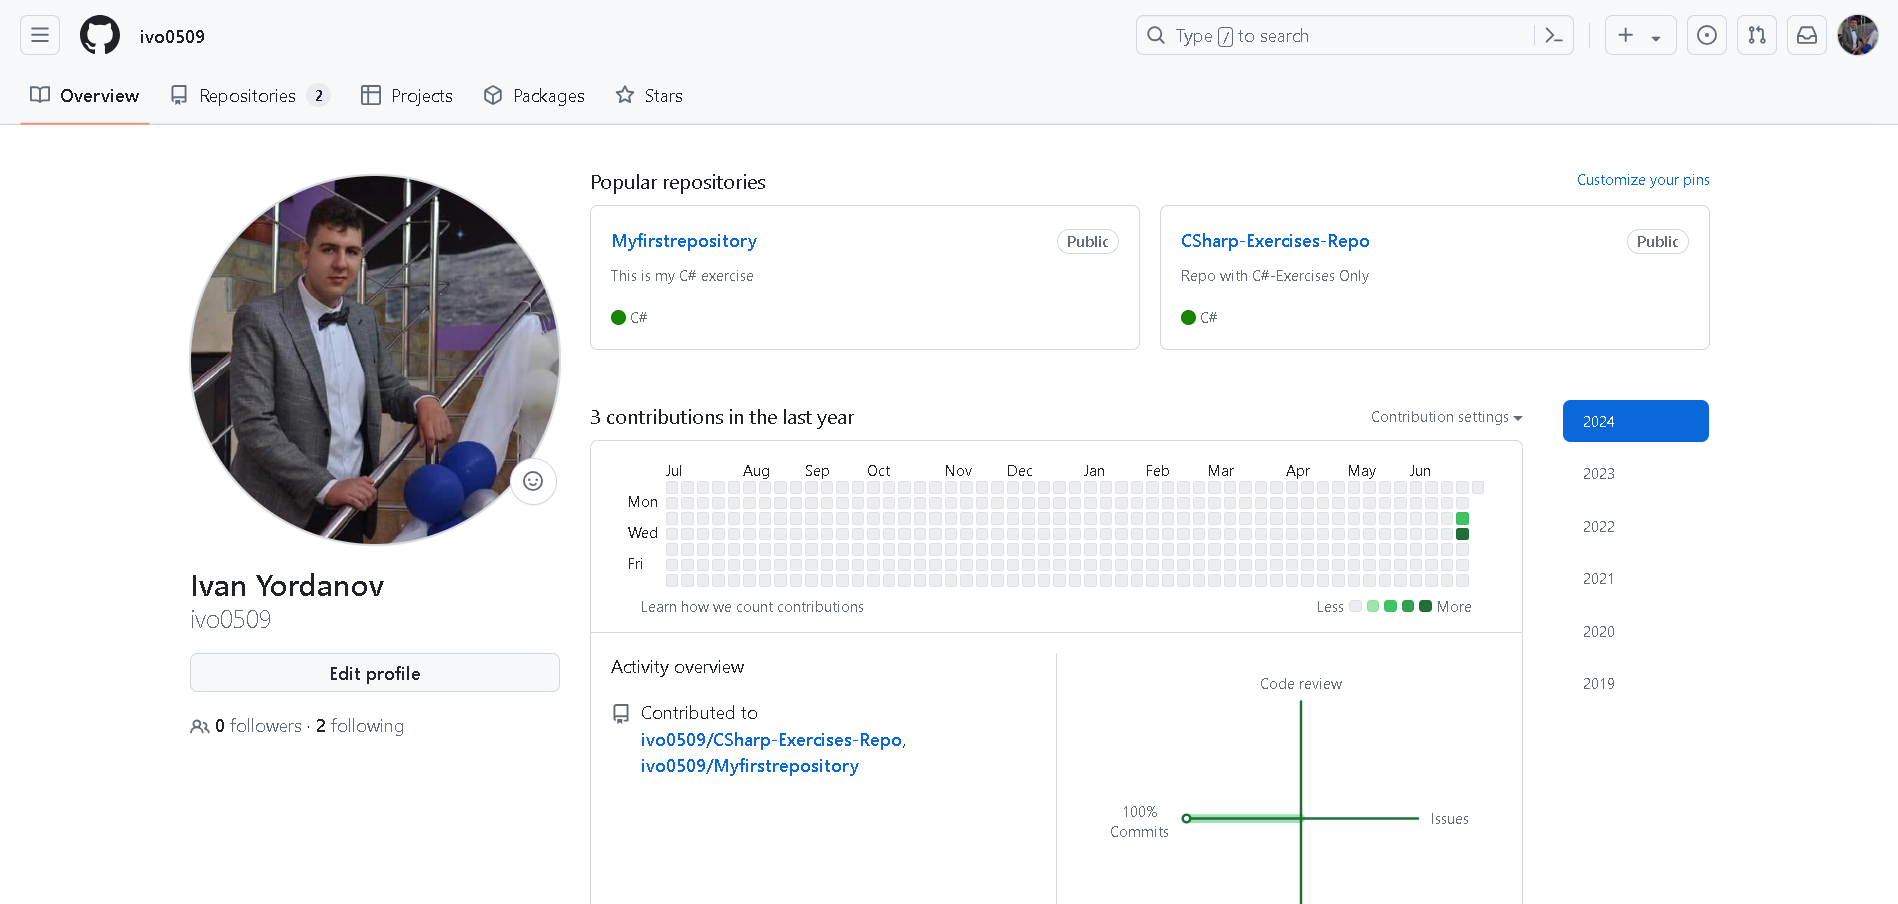 ivo0509
Type / to search
Overview
Repositories 2
Projects
Packages
Stars
Popular repositories
Customize your pins
Myfirstrepository
Public
This is my C# exercise
C#
CSharp-Exercises-Repo
Public
Repo with C#-Exercises Only
C#
Ivan Yordanov
ivo0509
Edit profile
0 followers · 2 following
3 contributions in the last year
Contribution settings
Jul Aug Sep Oct Nov Dec Jan Feb Mar Apr May Jun
Mon
Wed
Fri
Learn how we count contributions
Less More
2024
2023
2022
2021
2020
2019
Activity overview
Contributed to
ivo0509/CSharp-Exercises-Repo,
ivo0509/Myfirstrepository
Code review
100%
Commits
Issues